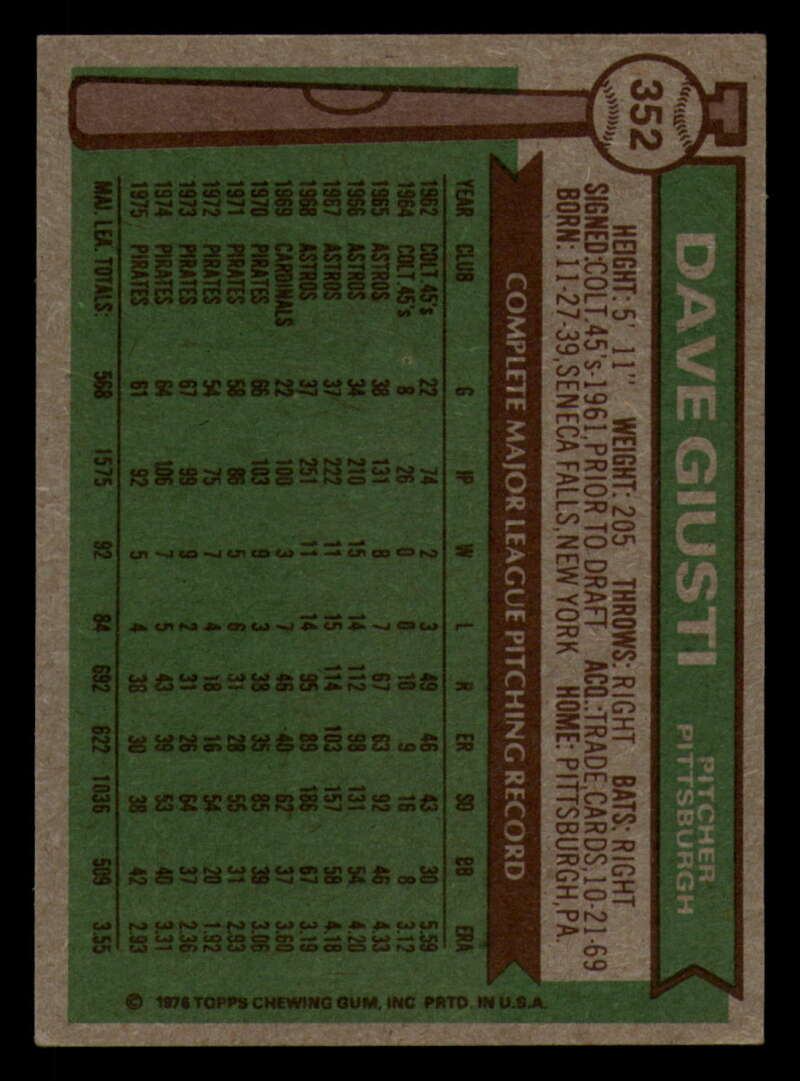 352
DAVE GIUSTI
PITCHER
PITTSBURGH
HEIGHT: 5' 11" WEIGHT: 205 THROWS: RIGHT BATS: RIGHT
SIGNED: COLT. 45's-1961, PRIOR TO DRAFT ACQ.: TRADE, CARDS, 10-21-69
BORN: 11-27-39, SENECA FALLS, NEW YORK HOME: PITTSBURGH, PA.
COMPLETE MAJOR LEAGUE PITCHING RECORD
YEAR CLUB G IP W L R ER SO BB ERA
1962 COLT 45's 22 74 2 3 49 46 43 30 5.59
1964 COLT 45's 8 26 0 0 10 9 16 8 3.12
1965 ASTROS 38 131 8 7 67 63 92 46 4.33
1966 ASTROS 34 210 15 14 112 98 131 54 4.20
1967 ASTROS 37 222 11 15 114 103 157 58 4.18
1968 ASTROS 37 251 11 14 95 89 186 67 3.19
1969 CARDINALS 22 100 3 7 46 40 62 37 3.60
1970 PIRATES 66 103 9 3 38 35 85 39 3.06
1971 PIRATES 58 86 5 6 31 28 55 31 2.93
1972 PIRATES 54 75 7 4 18 16 54 20 1.92
1973 PIRATES 67 99 9 2 31 26 64 37 2.36
1974 PIRATES 64 106 7 5 43 39 53 40 3.31
1975 PIRATES 61 92 5 4 38 30 38 42 2.93
MAJ. LEA. TOTALS: 568 1575 92 84 692 622 1036 509 3.55
© 1976 TOPPS CHEWING GUM, INC PRTD. IN U.S.A.